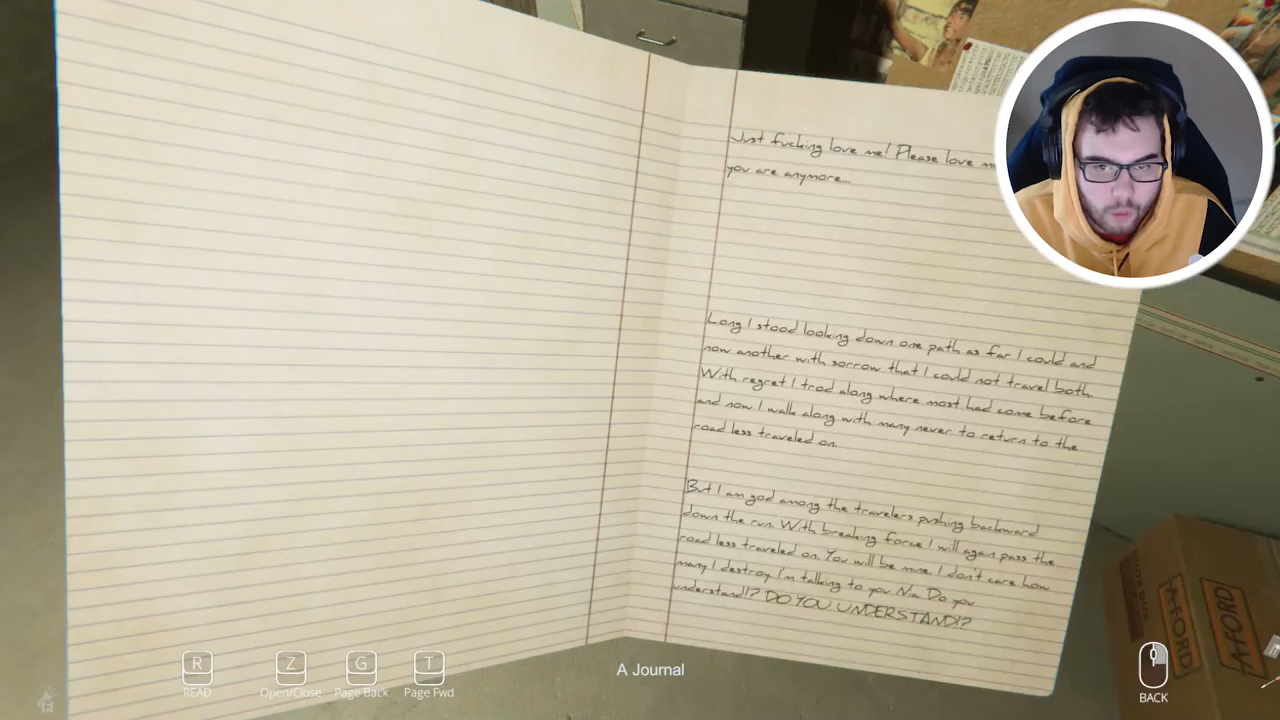 Just fucking love me! Please love
you are anymore...
Long I stood looking down one path as far I could and
now another with sorrow that I could not travel both.
With regret I trod along where most had come before
and now I walk along with many never to return to the
road less traveled on.
But I am god among the travelers pushing backward
down the run. With breaking force I will again pass the
road less traveled on. You will be mine. I don't care how
many I destroy. I'm talking to you Nia. Do you
understand!? DO YOU UNDERSTAND!?
A-FORD
A-FORD
R
Z
G
T
READ
Open/Close
Page Back
Page Fwd
A Journal
BACK